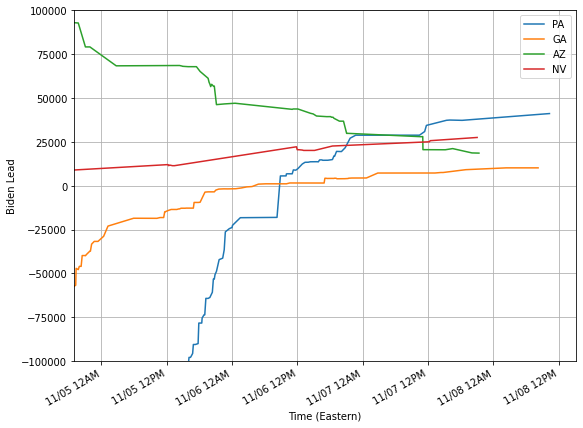 100000
75000
50000
25000
0
−25000
−50000
−75000
−100000
Biden Lead
PA
GA
AZ
NV
11/05 12AM
11/05 12PM
11/06 12AM
11/06 12PM
11/07 12AM
11/07 12PM
11/08 12AM
11/08 12PM
Time (Eastern)